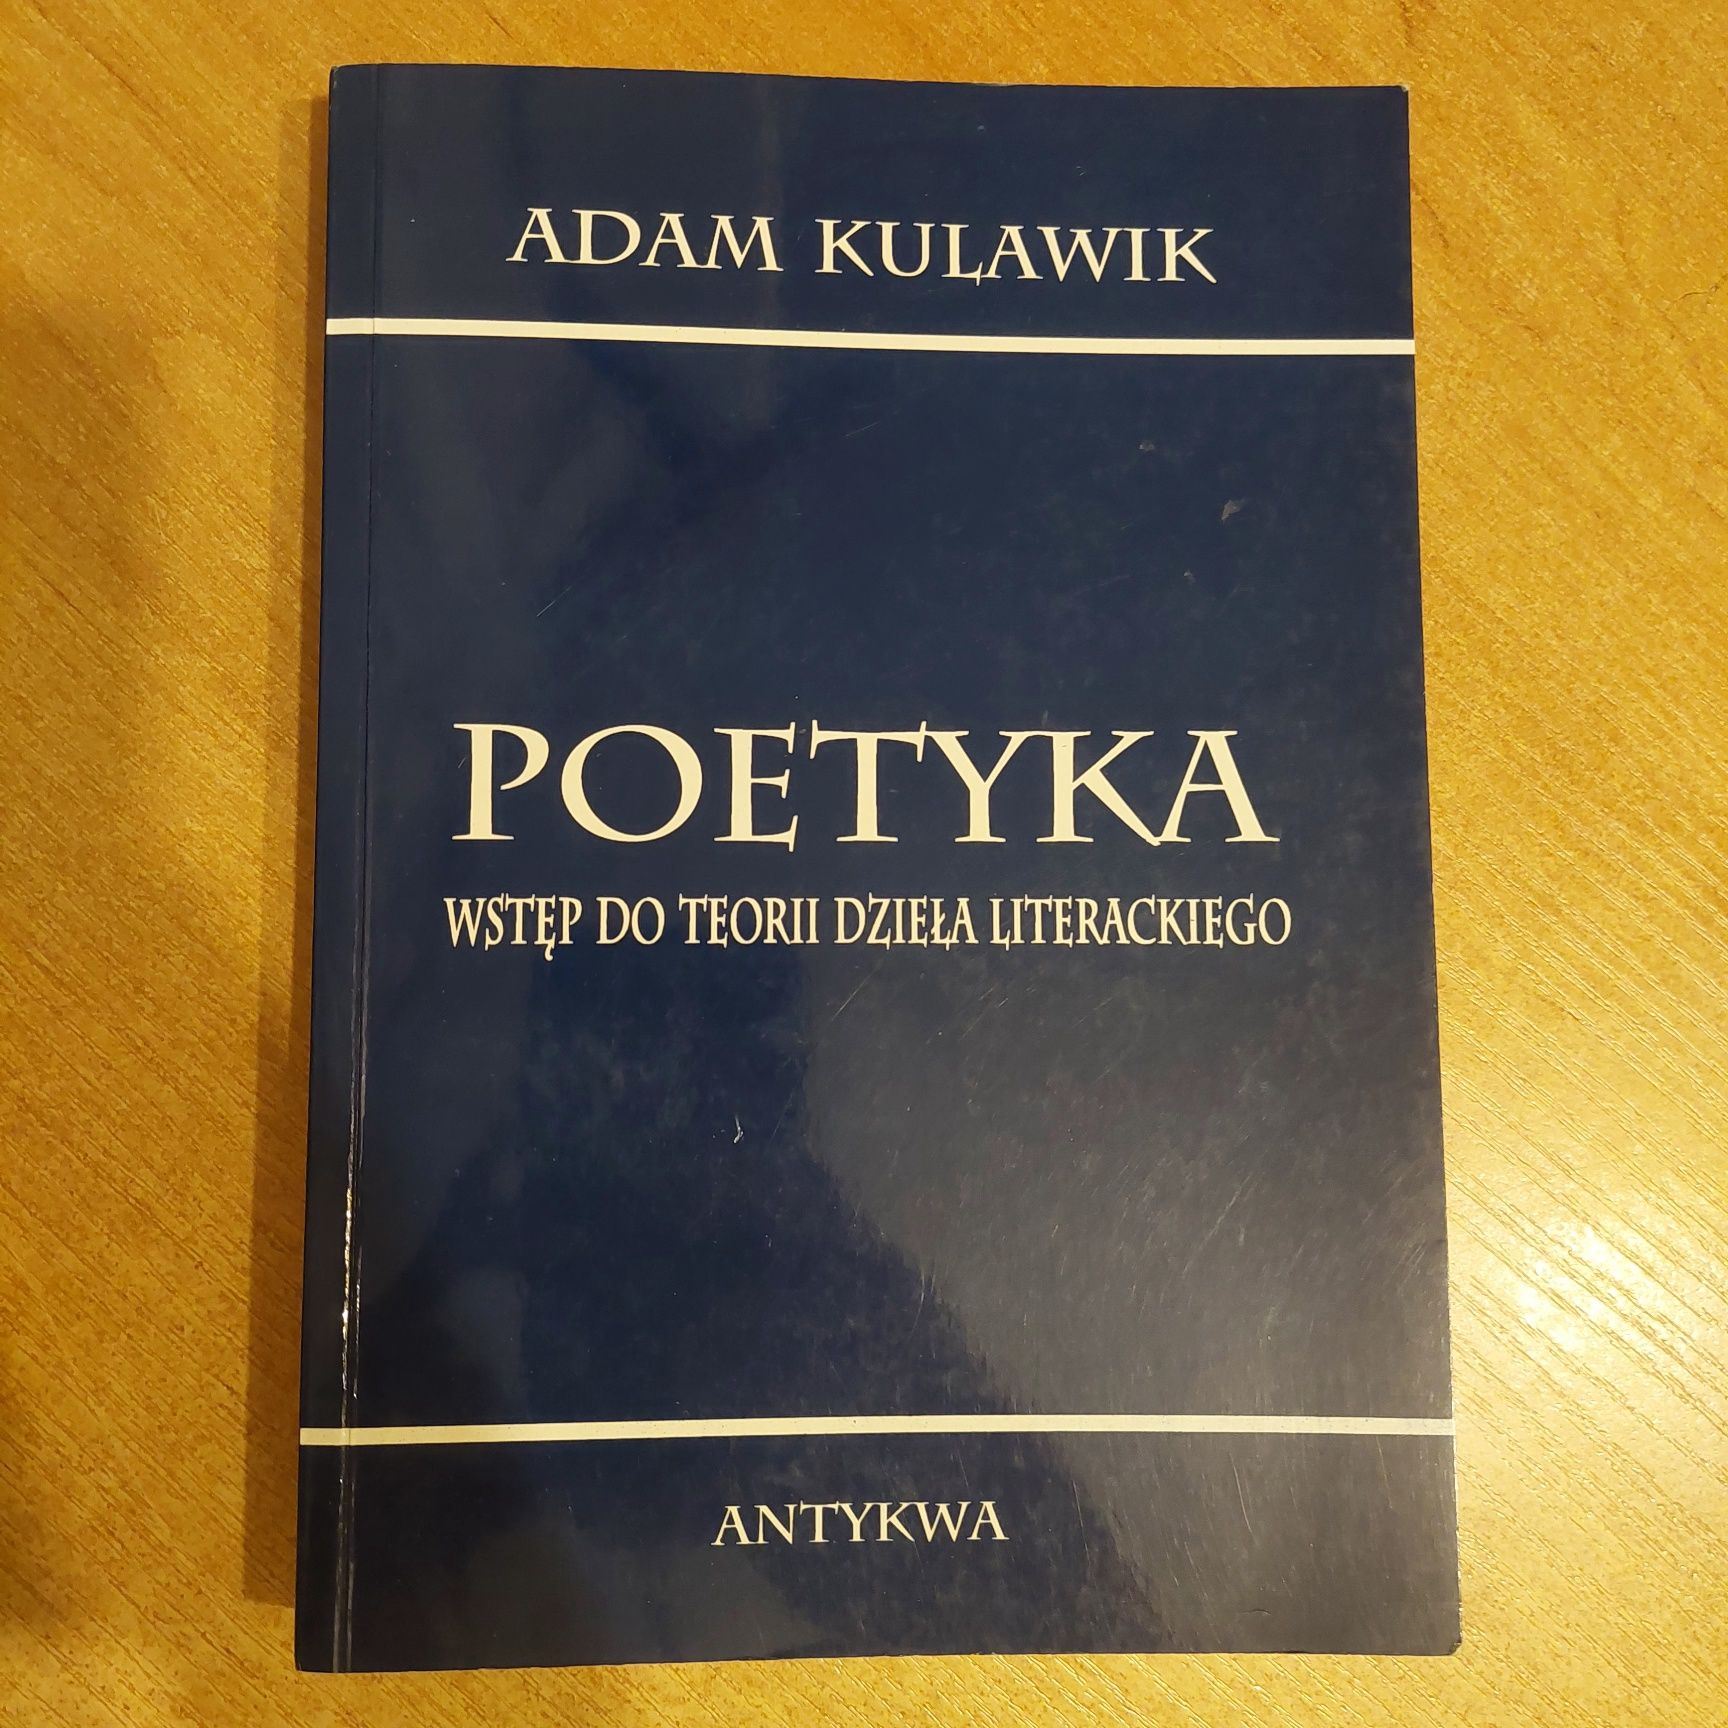 ADAM KULAWIK
POETYKA
WSTĘP DO TEORII DZIEŁA LITERACKIEGO
ANTYKWA